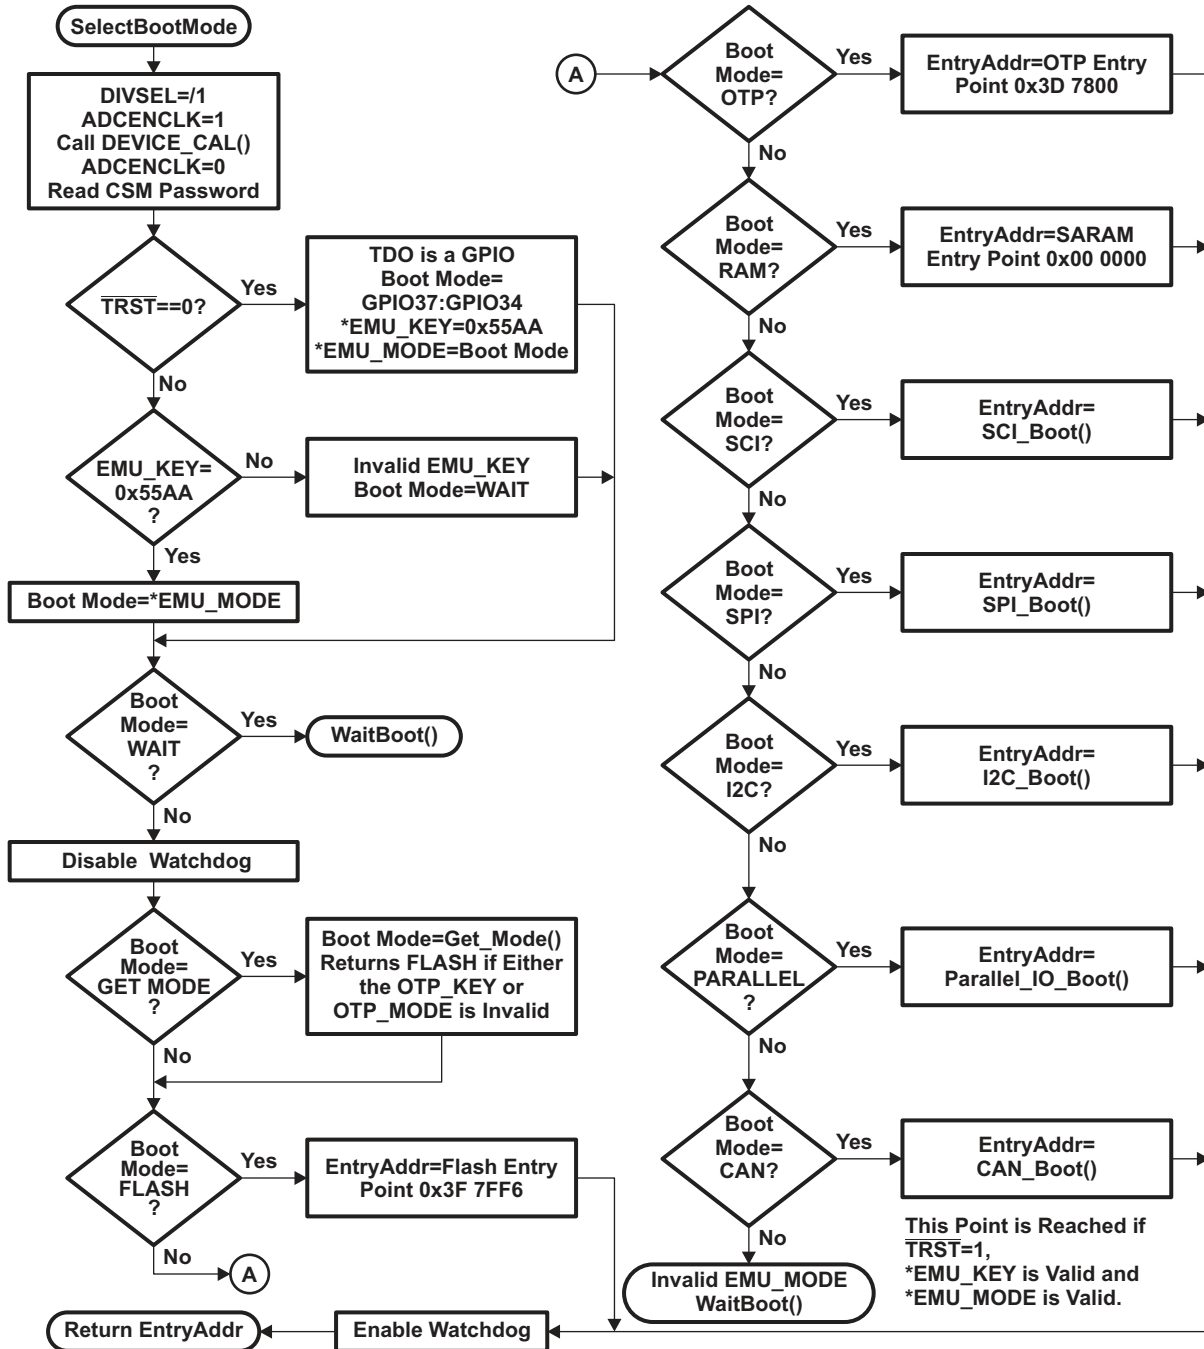 SelectBootMode
DIVSEL=/1
ADCENCLK=1
Call DEVICE_CAL()
ADCENCLK=0
Read CSM Password
TRST==0?
Yes
No
TDO is a GPIO
Boot Mode=
GPIO37:GPIO34
*EMU_KEY=0x55AA
*EMU_MODE=Boot Mode
EMU_KEY=
0x55AA
?
No
Yes
Invalid EMU_KEY
Boot Mode=WAIT
Boot Mode=*EMU_MODE
Boot
Mode=
WAIT
?
Yes
No
WaitBoot()
Disable Watchdog
Boot
Mode=
GET MODE
?
Yes
No
Boot Mode=Get_Mode()
Returns FLASH if Either
the OTP_KEY or
OTP_MODE is Invalid
Boot
Mode=
FLASH
?
Yes
No
EntryAddr=Flash Entry
Point 0x3F 7FF6
A
A
Boot
Mode=
OTP?
Yes
No
EntryAddr=OTP Entry
Point 0x3D 7800
Boot
Mode=
RAM?
Yes
No
EntryAddr=SARAM
Entry Point 0x00 0000
Boot
Mode=
SCI?
Yes
No
EntryAddr=
SCI_Boot()
Boot
Mode=
SPI?
Yes
No
EntryAddr=
SPI_Boot()
Boot
Mode=
I2C?
Yes
No
EntryAddr=
I2C_Boot()
Boot
Mode=
PARALLEL
?
Yes
No
EntryAddr=
Parallel_IO_Boot()
Boot
Mode=
CAN?
Yes
No
EntryAddr=
CAN_Boot()
This Point is Reached if
TRST=1,
*EMU_KEY is Valid and
*EMU_MODE is Valid.
Invalid EMU_MODE
WaitBoot()
Enable Watchdog
Return EntryAddr